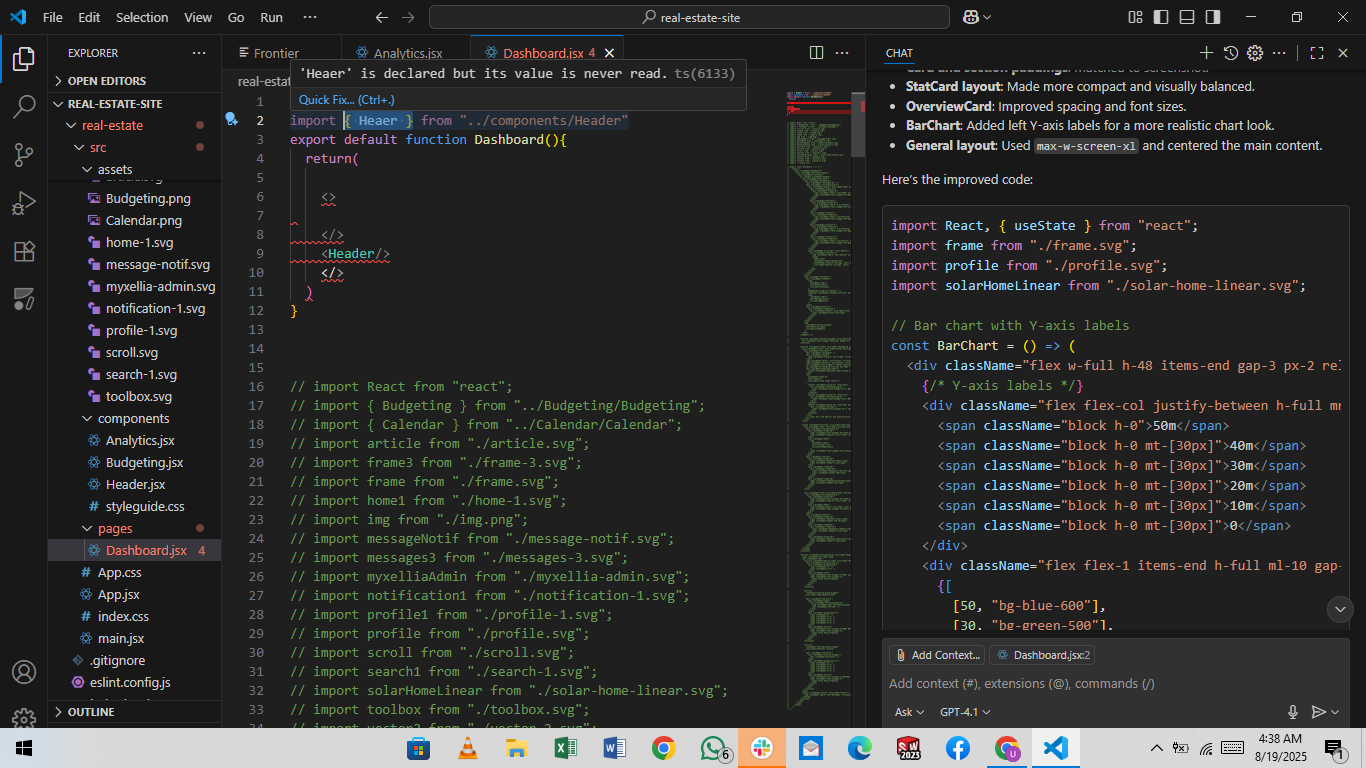 File Edit Selection View Go Run ··· real-estate-site
EXPLORER
OPEN EDITORS
REAL-ESTATE-SITE
real-estate
src
assets
Budgeting.png
Calendar.png
home-1.svg
message-notif.svg
myxellia-admin.svg
notification-1.svg
profile-1.svg
scroll.svg
search-1.svg
toolbox.svg
components
Analytics.jsx
Budgeting.jsx
Header.jsx
styleguide.css
pages
Dashboard.jsx 4
App.css
App.jsx
index.css
main.jsx
.gitignore
eslint.config.js
OUTLINE
Frontier Analytics.jsx Dashboard.jsx 4
real-estat
'Heaer' is declared but its value is never read. ts(6133)
Quick Fix... (Ctrl+.)
1
2 import { Heaer } from "../components/Header"
3 export default function Dashboard(){
4 return(
5
6 <>
7
8 </>
9 <Header/>
10 </>
11 )
12 }
13
14
15
16 // import React from "react";
17 // import { Budgeting } from "../Budgeting/Budgeting";
18 // import { Calendar } from "../Calendar/Calendar";
19 // import article from "./article.svg";
20 // import frame3 from "./frame-3.svg";
21 // import frame from "./frame.svg";
22 // import home1 from "./home-1.svg";
23 // import img from "./img.png";
24 // import messageNotif from "./message-notif.svg";
25 // import messages3 from "./messages-3.svg";
26 // import myxelliaAdmin from "./myxellia-admin.svg";
27 // import notification1 from "./notification-1.svg";
28 // import profile1 from "./profile-1.svg";
29 // import profile from "./profile.svg";
30 // import scroll from "./scroll.svg";
31 // import search1 from "./search-1.svg";
32 // import solarHomeLinear from "./solar-home-linear.svg";
33 // import toolbox from "./toolbox.svg";
34 // import vector2 from "./vector-2.svg";
CHAT
Card and section paddings: Matched to screenshot
StatCard layout: Made more compact and visually balanced.
OverviewCard: Improved spacing and font sizes.
BarChart: Added left Y-axis labels for a more realistic chart look.
General layout: Used max-w-screen-xl and centered the main content.
Here's the improved code:
import React, { useState } from "react";
import frame from "./frame.svg";
import profile from "./profile.svg";
import solarHomeLinear from "./solar-home-linear.svg";
// Bar chart with Y-axis labels
const BarChart = () => (
<div className="flex w-full h-48 items-end gap-3 px-2 rel
{/* Y-axis labels */}
<div className="flex flex-col justify-between h-full mr
<span className="block h-0">50m</span>
<span className="block h-0 mt-[30px]">40m</span>
<span className="block h-0 mt-[30px]">30m</span>
<span className="block h-0 mt-[30px]">20m</span>
<span className="block h-0 mt-[30px]">10m</span>
<span className="block h-0 mt-[30px]">0</span>
</div>
<div className="flex flex-1 items-end h-full ml-10 gap-
{[
[50, "bg-blue-600"],
[30, "bg-green-500"],
Add Context... Dashboard.jsx:2
Add context (#), extensions (@), commands (/)
Ask GPT-4.1
6 SW 2023 U 4:38 AM
8/19/2025 1